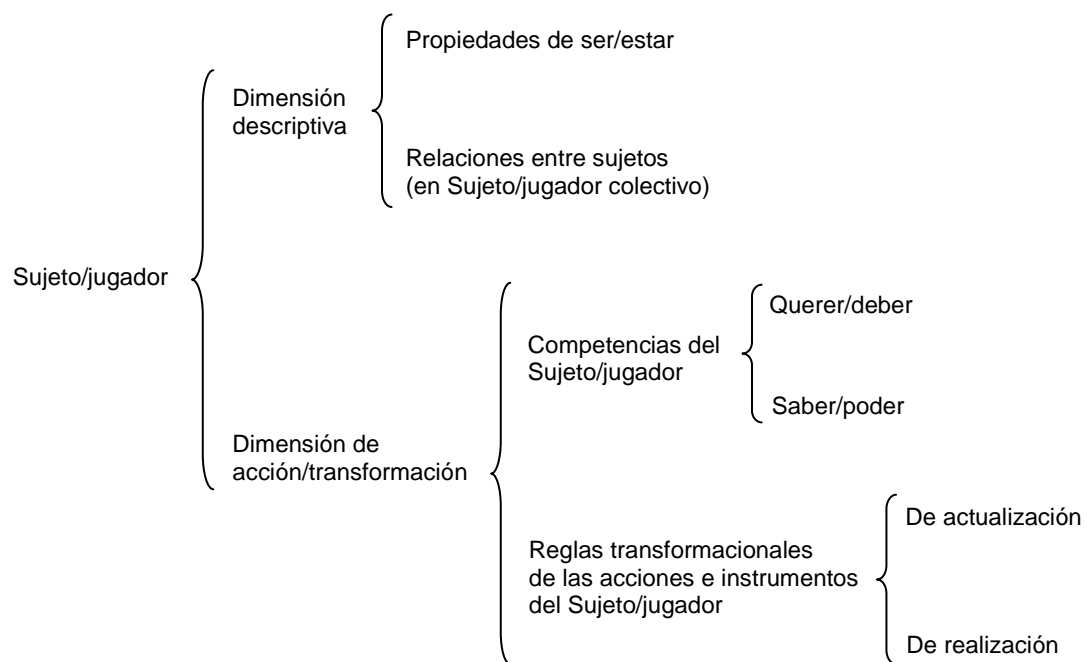 Propiedades de ser/estar
Dimensión
descriptiva
Relaciones entre sujetos
(en Sujeto/jugador colectivo)
Sujeto/jugador
Querer/deber
Competencias del
Sujeto/jugador
Saber/poder
Dimensión de
acción/transformación
De actualización
Reglas transformacionales
de las acciones e instrumentos
del Sujeto/jugador
De realización